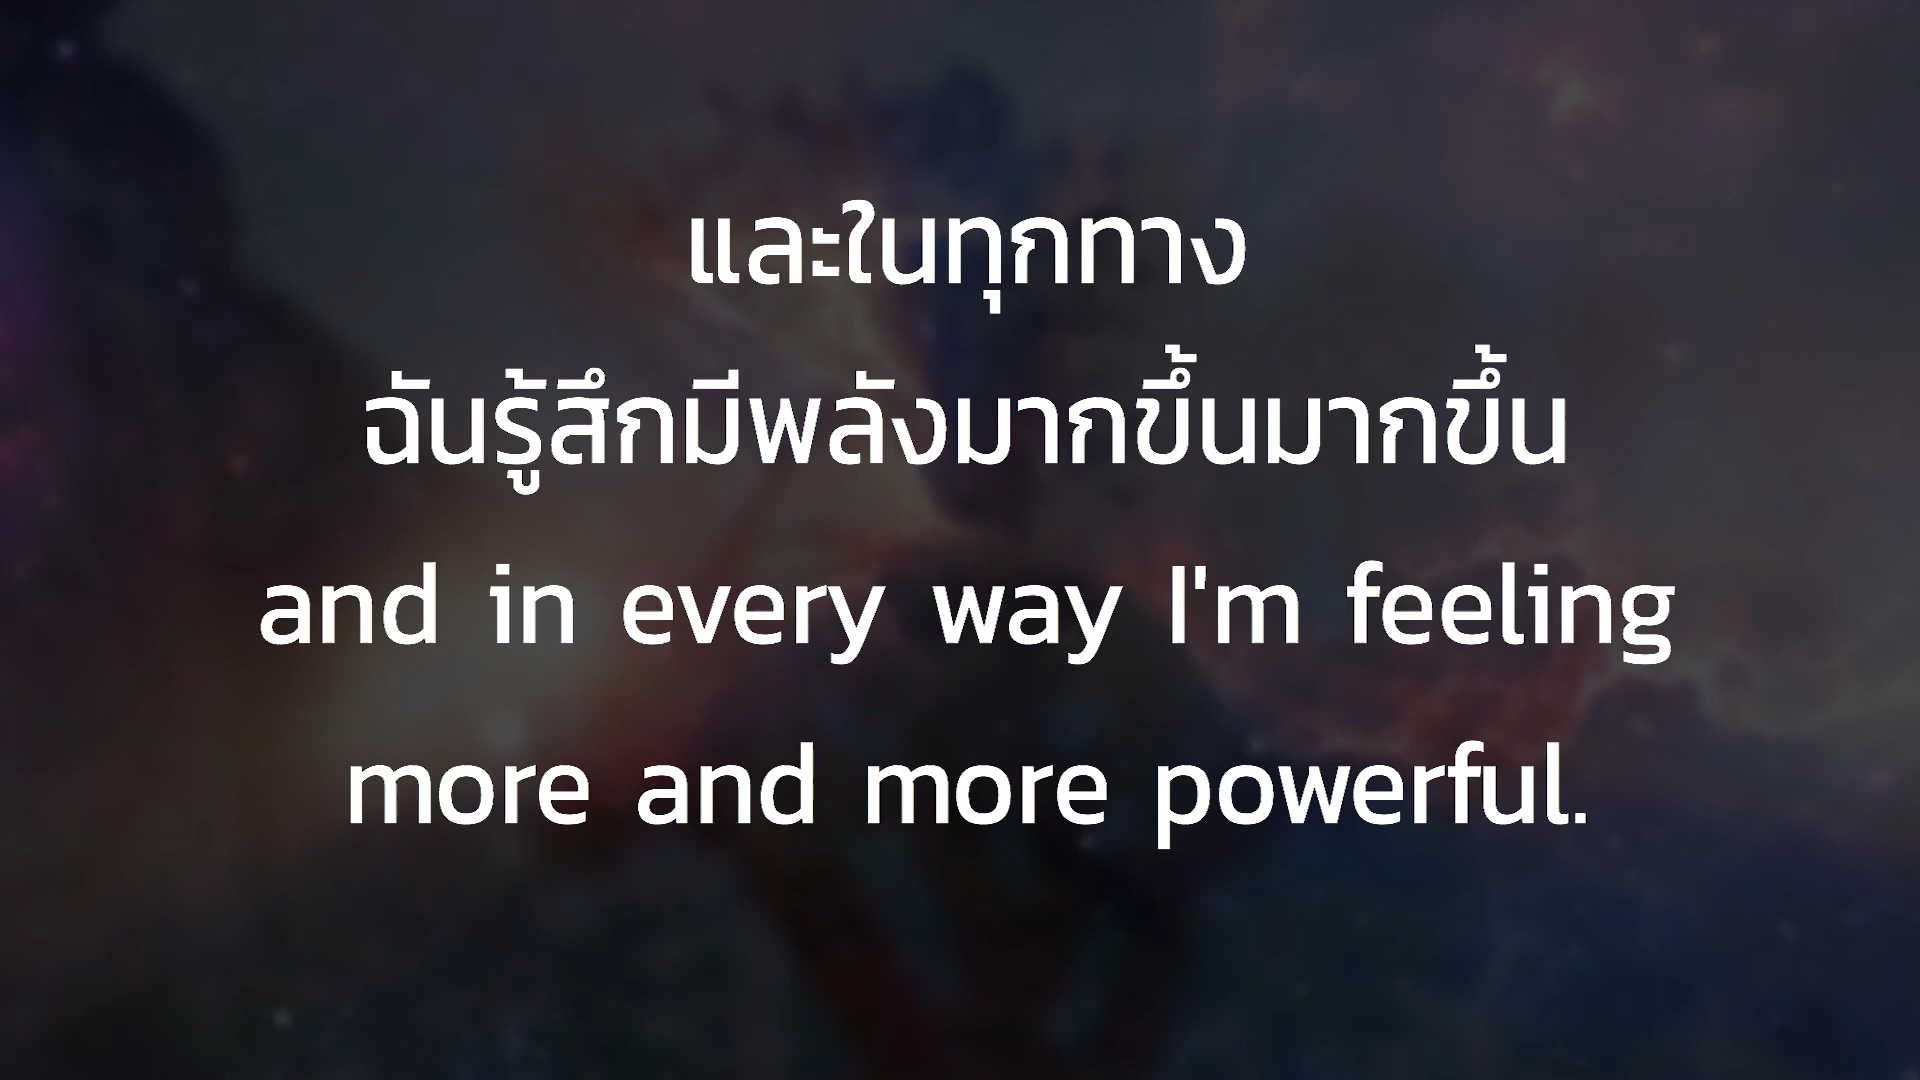 และในทุกทาง
ฉันรู้สึกมีพลังมากขึ้นมากขึ้น
and in every way I'm feeling
more and more powerful.